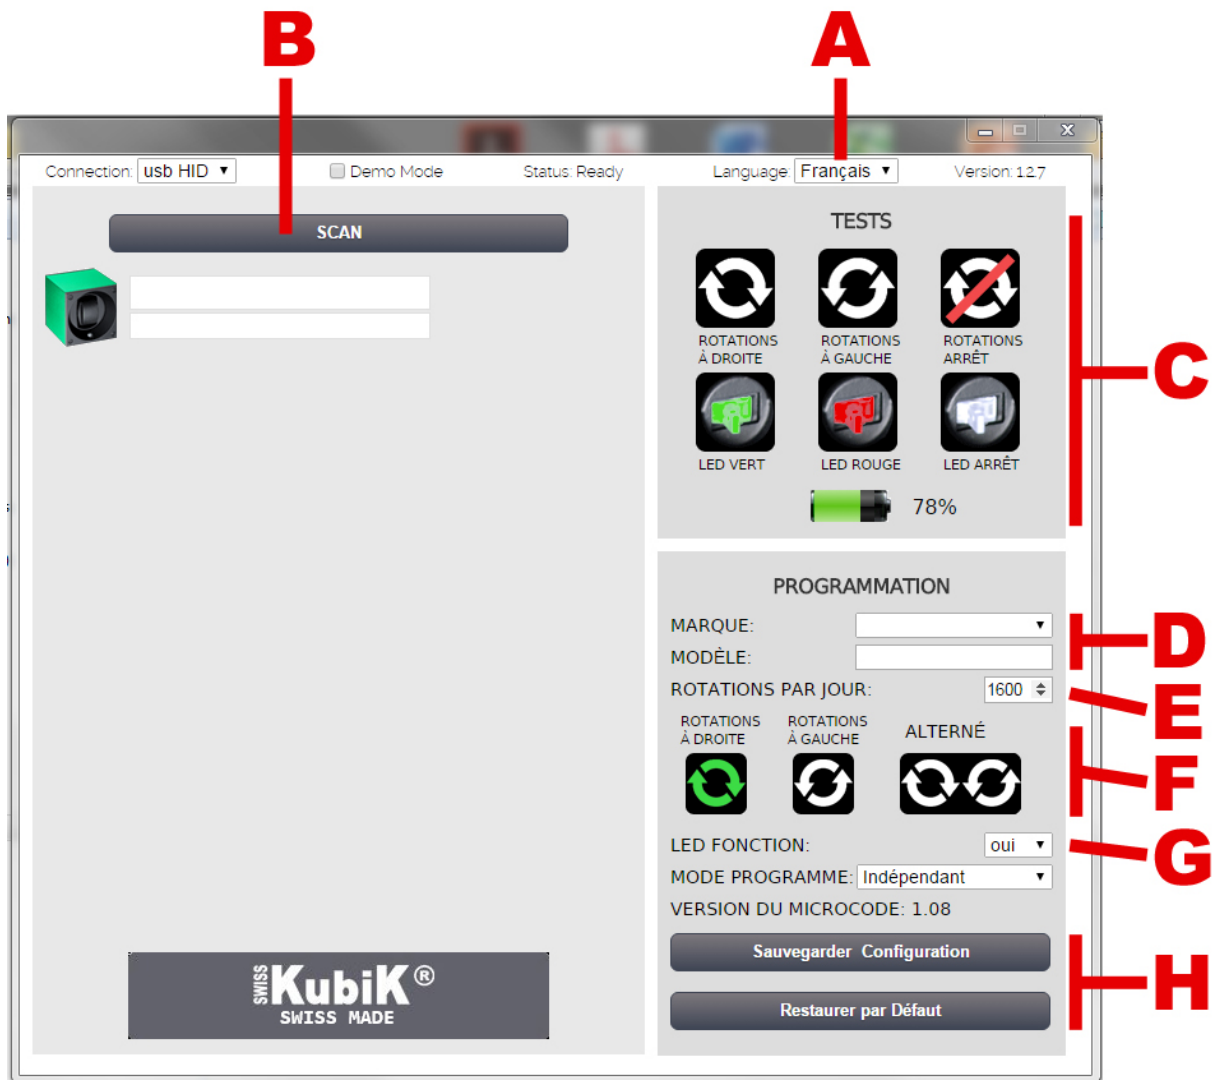 B
A
Connection: usb HID
Demo Mode
Status: Ready
Language: Français
Version: 1.2.7
SCAN
TESTS
ROTATIONS À DROITE
ROTATIONS À GAUCHE
ROTATIONS ARRÊT
LED VERT
LED ROUGE
LED ARRÊT
78%
C
PROGRAMMATION
MARQUE:
MODÈLE:
D
ROTATIONS PAR JOUR: 1600
E
ROTATIONS À DROITE
ROTATIONS À GAUCHE
ALTERNÉ
F
LED FONCTION: oui
G
MODE PROGRAMME: Indépendant
VERSION DU MICROCODE: 1.08
Sauvegarder Configuration
Restaurer par Défaut
H
SWISS KubiK®
SWISS MADE